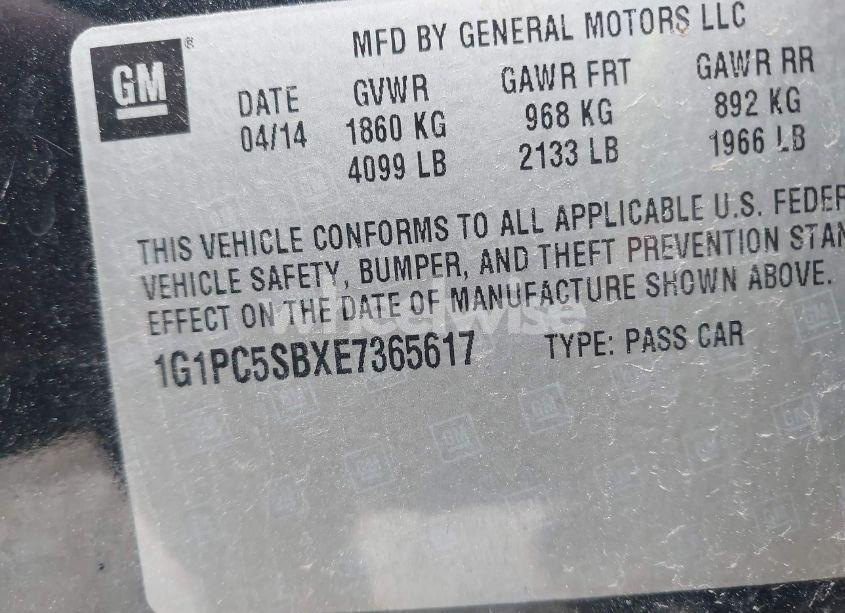 MFD BY GENERAL MOTORS LLC
GM ®
DATE GVWR GAWR FRT GAWR RR
04/14 1860 KG 968 KG 892 KG
4099 LB 2133 LB 1966 LB
THIS VEHICLE CONFORMS TO ALL APPLICABLE U.S. FEDER
VEHICLE SAFETY, BUMPER, AND THEFT PREVENTION STAN
EFFECT ON THE DATE OF MANUFACTURE SHOWN ABOVE.
wheelwise
1G1PC5SBXE7365617 TYPE: PASS CAR